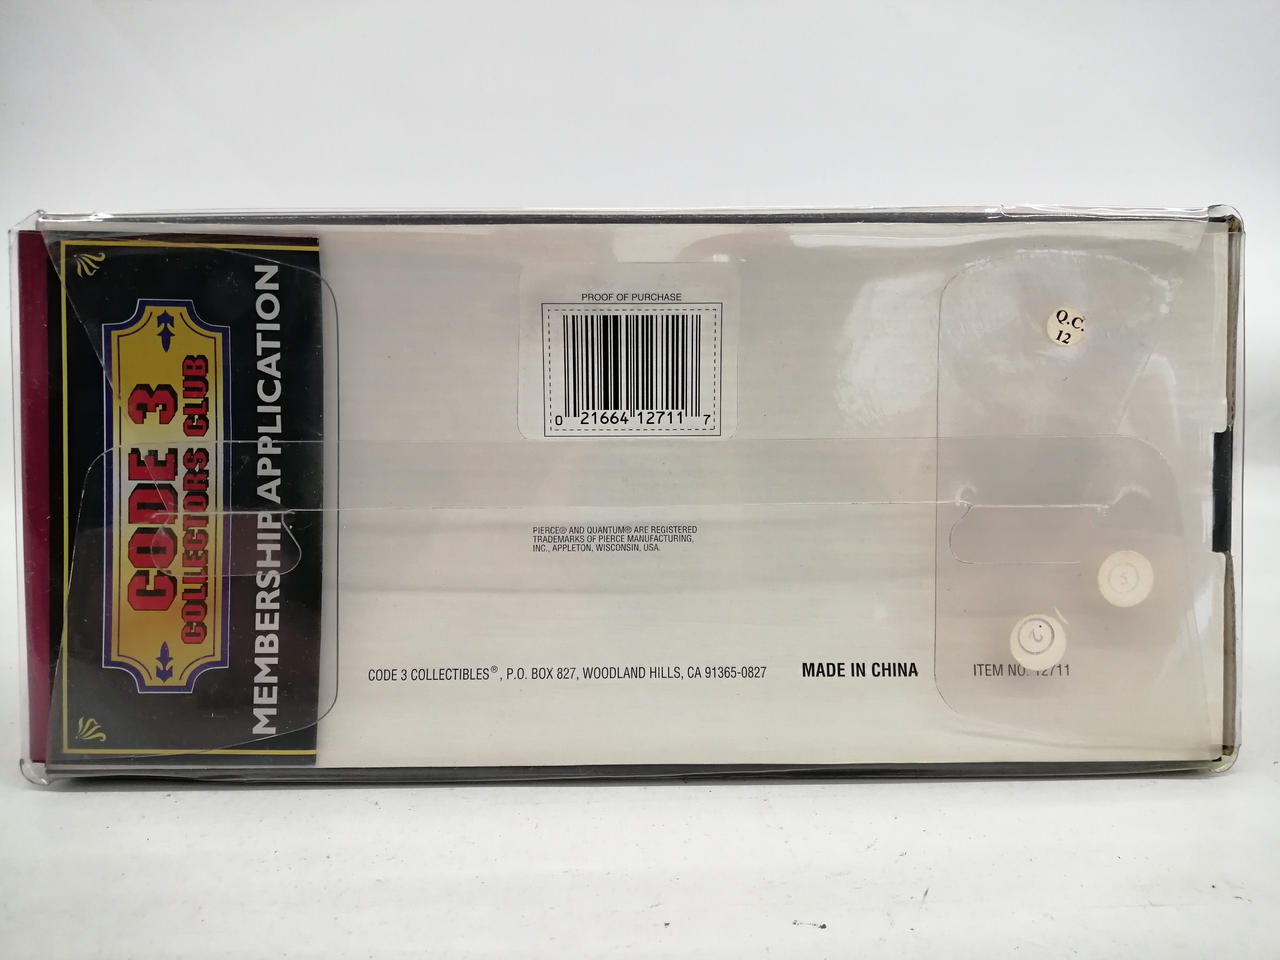 CODE 3
COLLECTORS CLUB
MEMBERSHIP APPLICATION
PROOF OF PURCHASE
0 21664 12711 7
Q.C.
12
PIERCE® AND QUANTUM® ARE REGISTERED
TRADEMARKS OF PIERCE MANUFACTURING,
INC., APPLETON, WISCONSIN, USA.
5
2
CODE 3 COLLECTIBLES®, P.O. BOX 827, WOODLAND HILLS, CA 91365-0827
MADE IN CHINA
ITEM NO. 12711